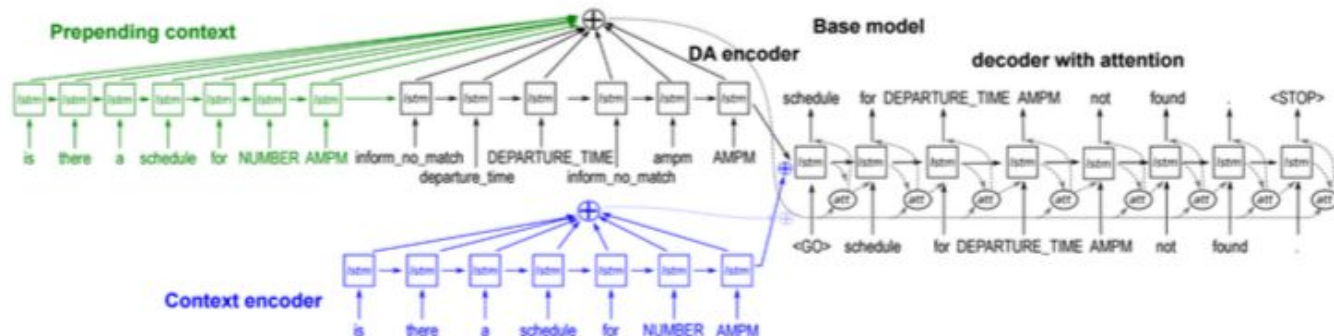 Prepending context
Base model
DA encoder
decoder with attention
schedule for DEPARTURE_TIME AMPM not found . <STOP>
lstm lstm lstm lstm lstm lstm lstm lstm lstm lstm lstm lstm lstm
is there a schedule for NUMBER AMPM
inform_no_match DEPARTURE_TIME ampm AMPM
departure_time inform_no_match
lstm lstm lstm lstm lstm lstm lstm lstm
att att att att att att att att
<GO> schedule for DEPARTURE_TIME AMPM not found .
lstm lstm lstm lstm lstm lstm lstm
Context encoder
is there a schedule for NUMBER AMPM